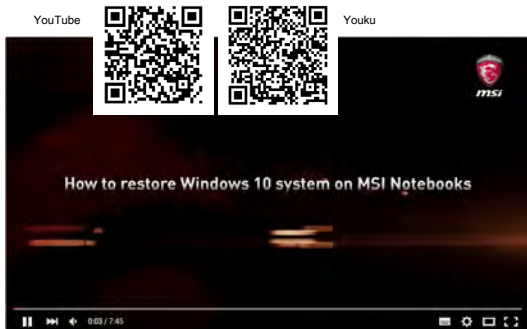 YouTube
Youku
msi
How to restore Windows 10 system on MSI Notebooks
0:03 / 7:45